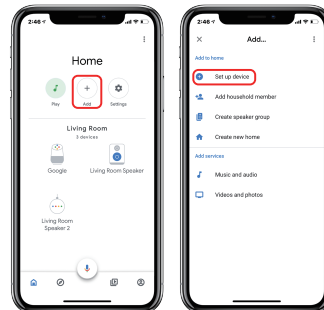 2:46
Home
Play
Add
Settings
Living Room
3 devices
Google
Living Room Speaker
Living Room
Speaker 2
2:46
Add...
Add to home
Set up device
Add household member
Create speaker group
Create new home
Add services
Music and audio
Videos and photos